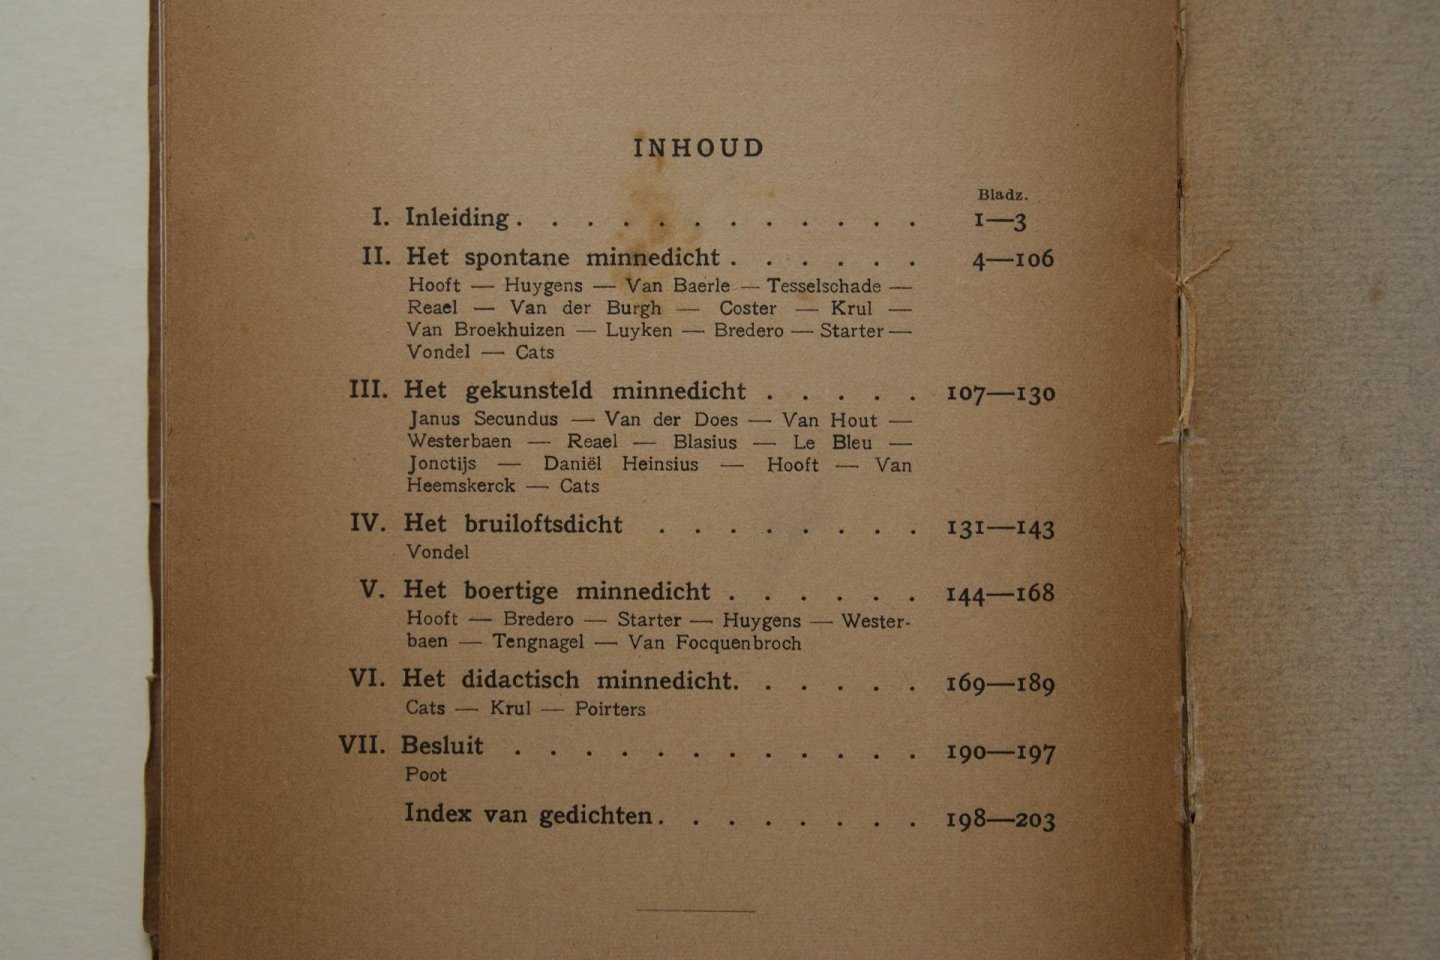 INHOUD
Bladz.
I. Inleiding . . . . . . . . . . . . 1—3
II. Het spontane minnedicht . . . . . . 4—106
Hooft — Huygens — Van Baerle — Tesselschade —
Reael — Van der Burgh — Coster — Krul —
Van Broekhuizen — Luyken — Bredero — Starter —
Vondel — Cats
III. Het gekunsteld minnedicht . . . . . 107—130
Janus Secundus — Van der Does — Van Hout —
Westerbaen — Reael — Blasius — Le Bleu —
Jonctijs — Daniël Heinsius — Hooft — Van
Heemskerck — Cats
IV. Het bruiloftsdicht . . . . . . . . 131—143
Vondel
V. Het boertige minnedicht . . . . . . 144—168
Hooft — Bredero — Starter — Huygens — Wester-
baen — Tengnagel — Van Focquenbroch
VI. Het didactisch minnedicht. . . . . . 169—189
Cats — Krul — Poirters
VII. Besluit . . . . . . . . . . . . 190—197
Poot
Index van gedichten . . . . . . . . 198—203